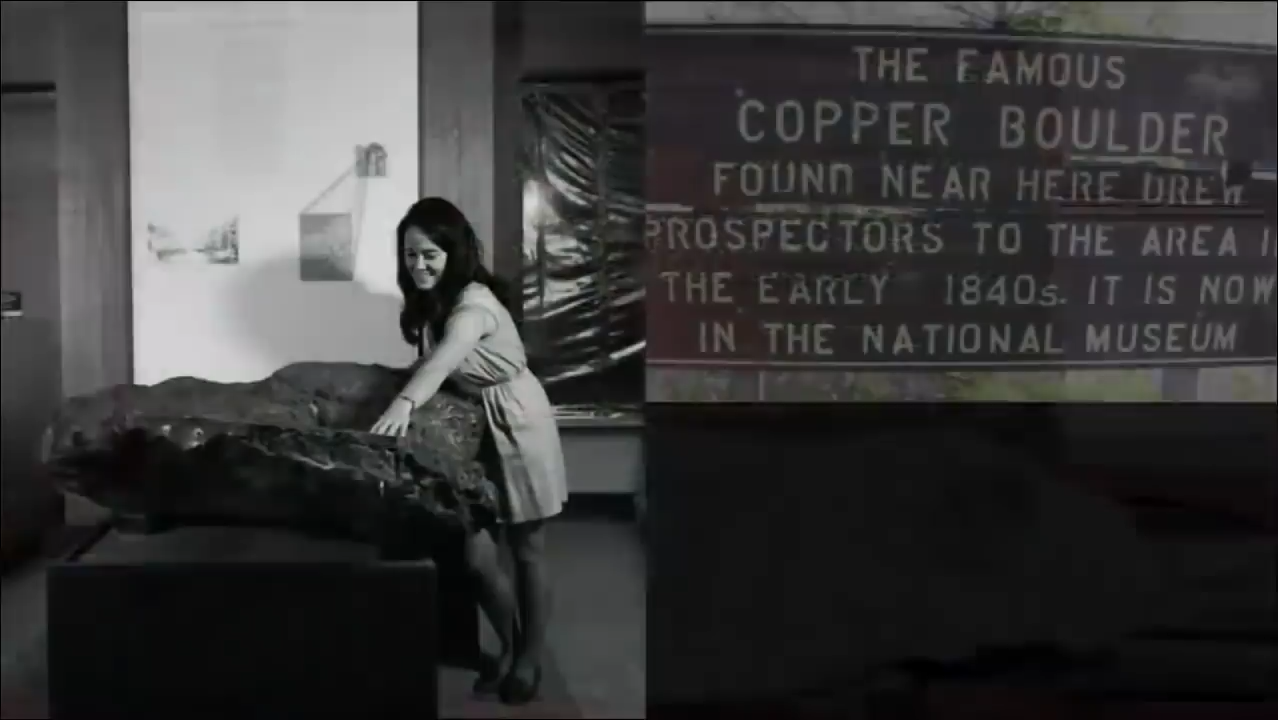 THE FAMOUS
COPPER BOULDER
FOUND NEAR HERE DREW
PROSPECTORS TO THE AREA I
THE EARLY 1840s. IT IS NOW
IN THE NATIONAL MUSEUM